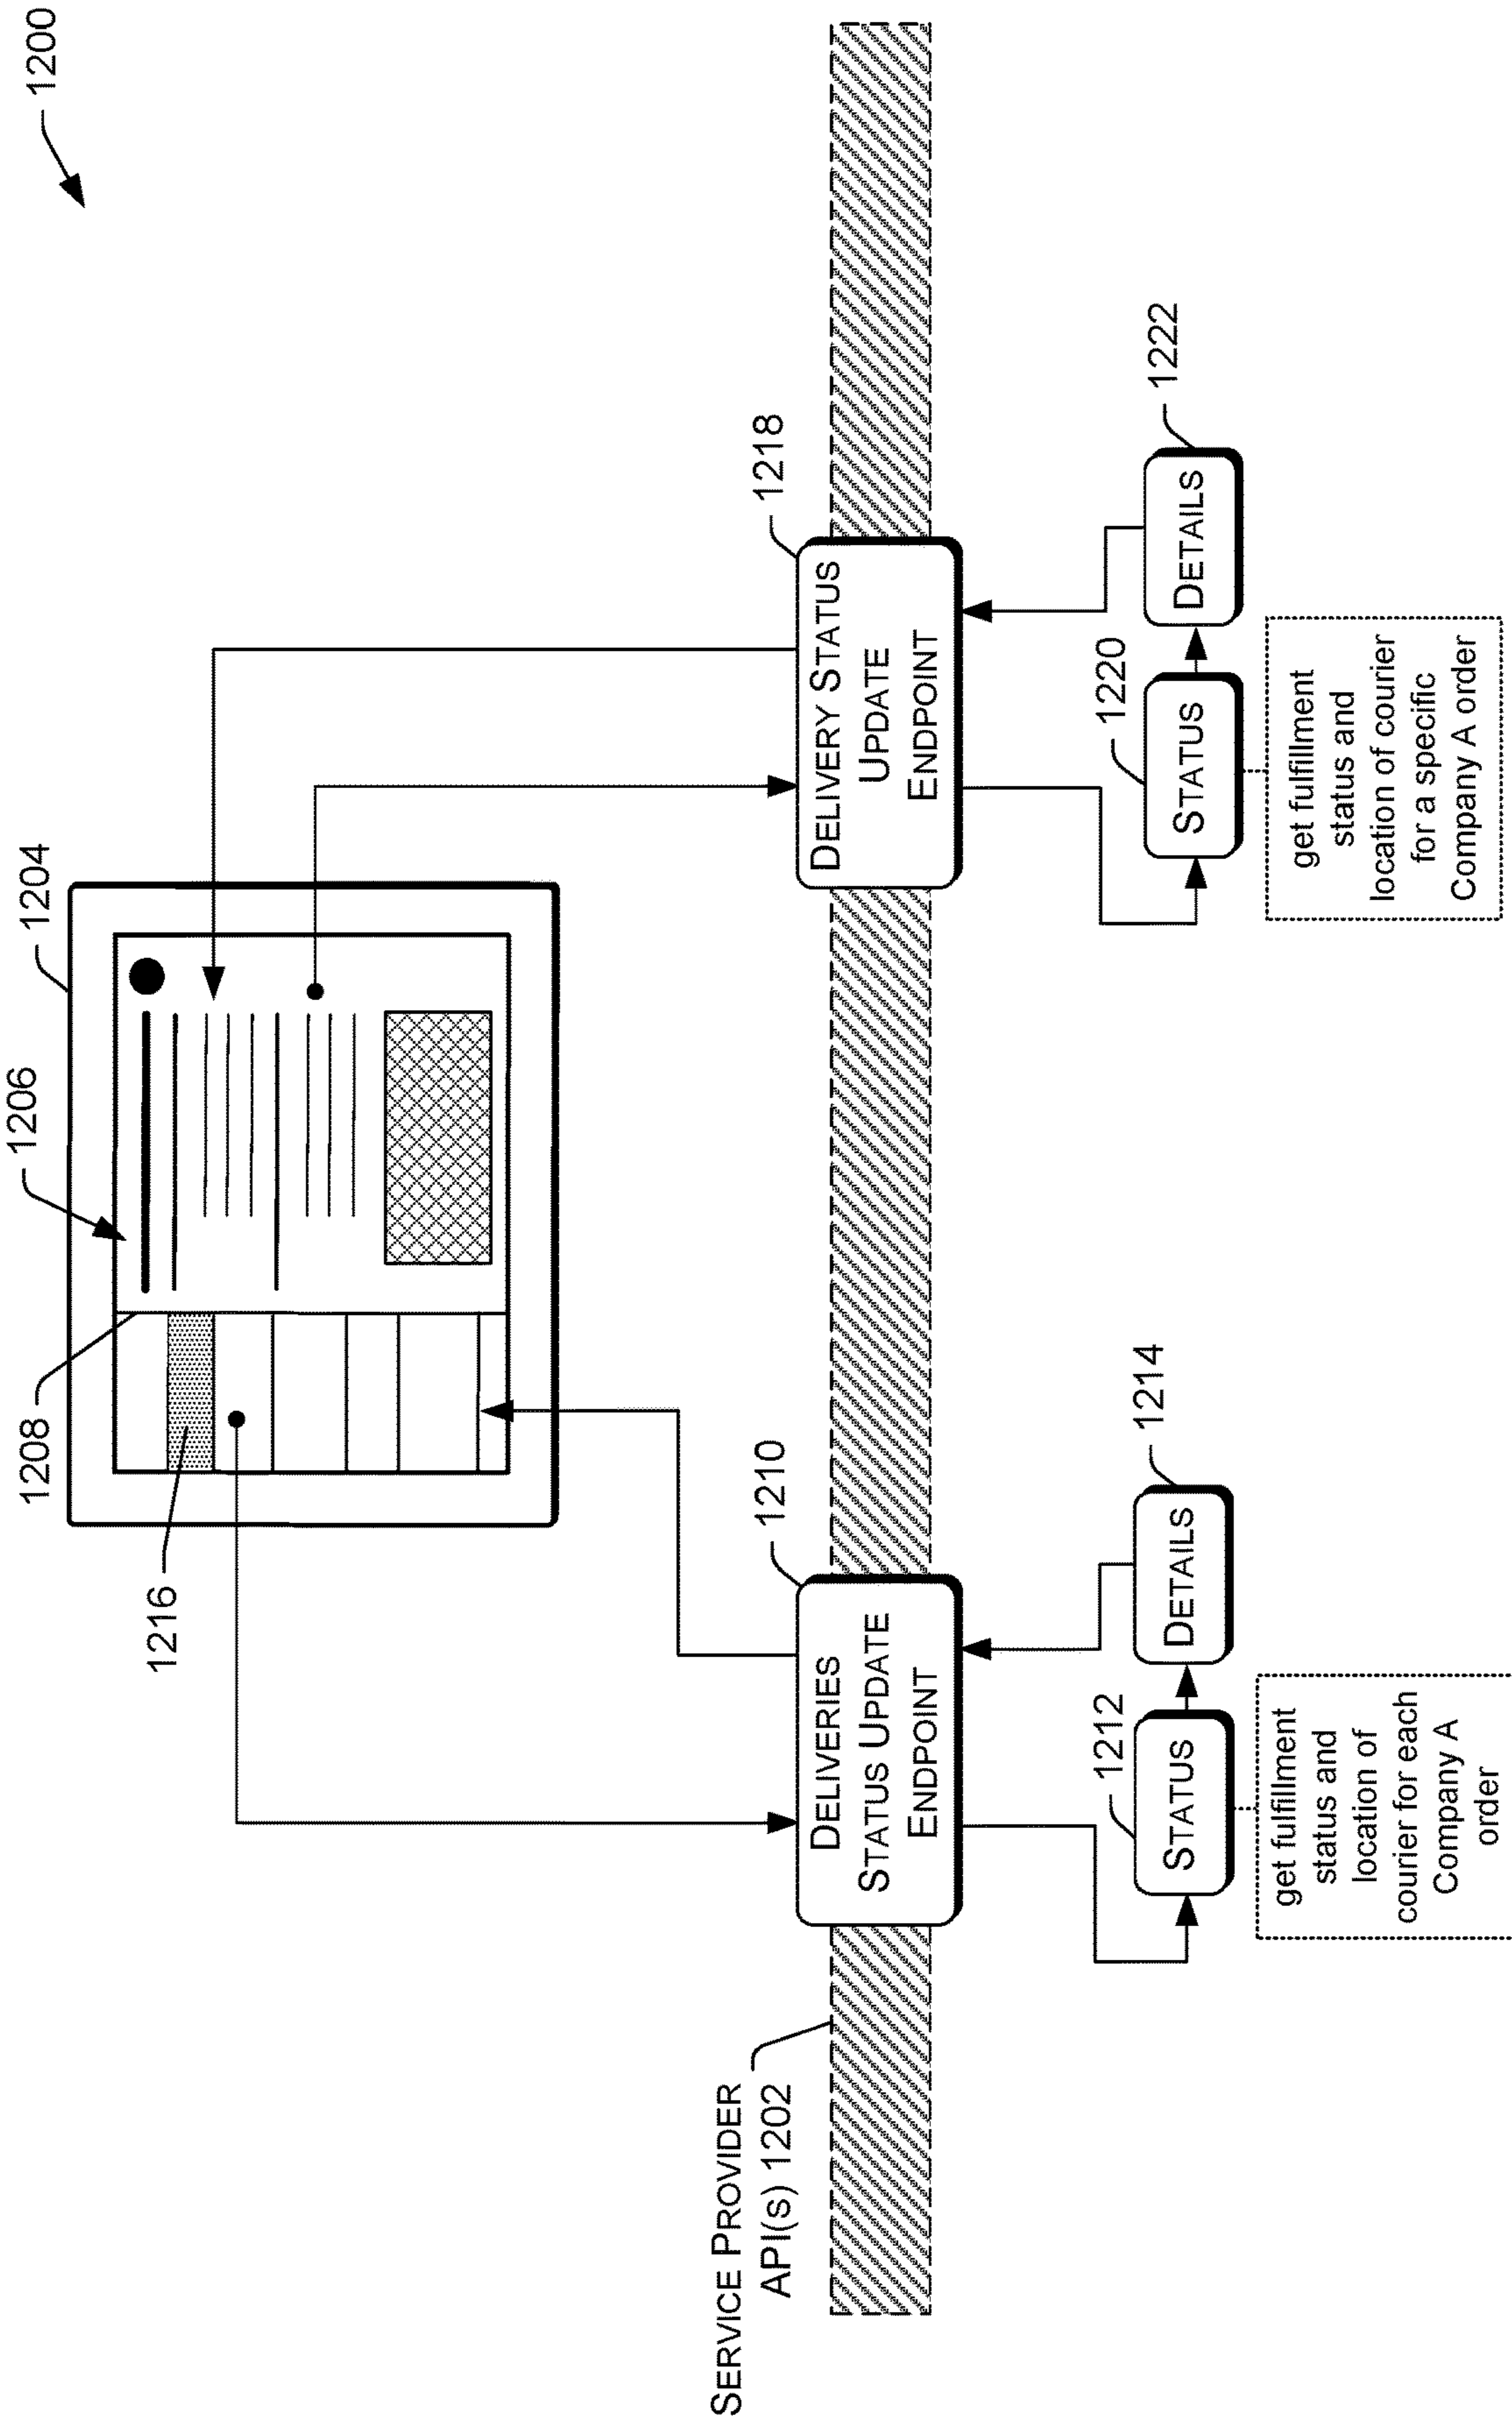 1200
1204
1206
1208
1216
1210
1218
SERVICE PROVIDER
API(S) 1202
DELIVERIES
STATUS UPDATE
ENDPOINT
DELIVERY STATUS
UPDATE
ENDPOINT
1212
STATUS
1214
DETAILS
get fulfillment
status and
location of
courier for each
Company A
order
1220
STATUS
1222
DETAILS
get fulfillment
status and
location of courier
for a specific
Company A order